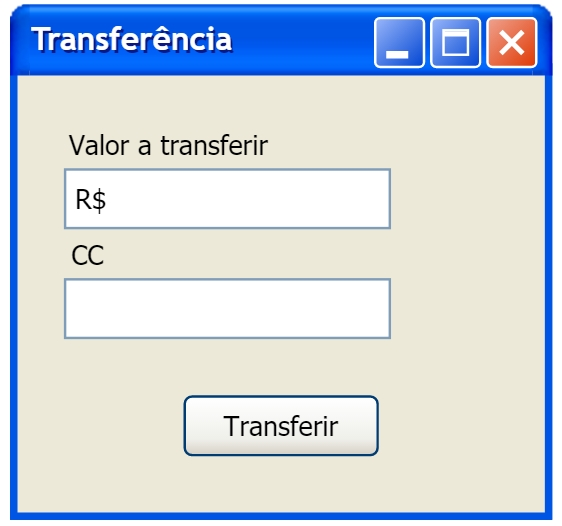 Transferência
Valor a transferir
R$
CC
Transferir